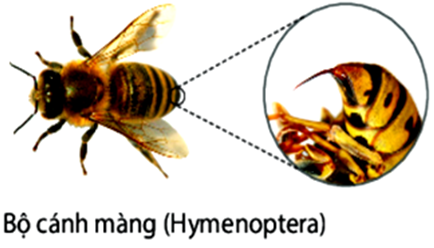 Bộ cánh màng (Hymenoptera)